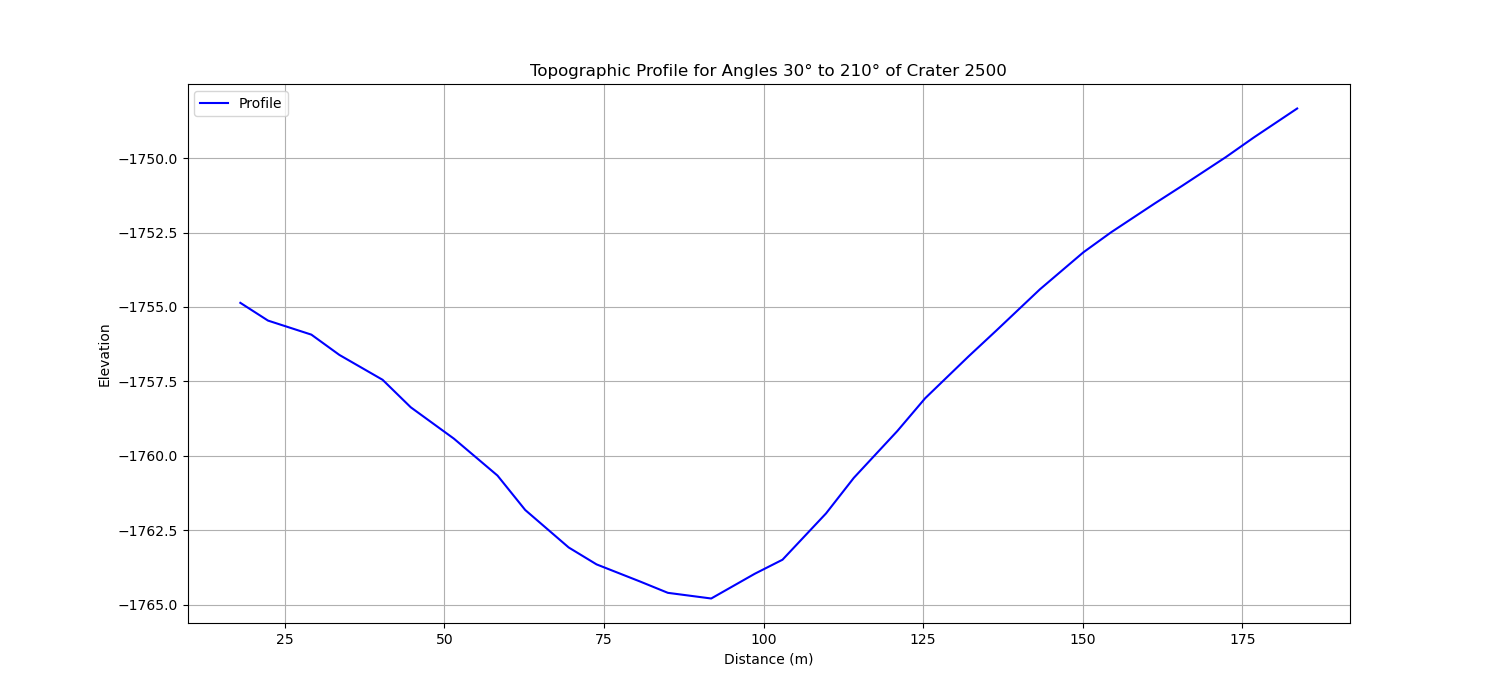 Topographic Profile for Angles 30° to 210° of Crater 2500
Profile
−1750.0
−1752.5
−1755.0
−1757.5
−1760.0
−1762.5
−1765.0
Elevation
25 50 75 100 125 150 175
Distance (m)